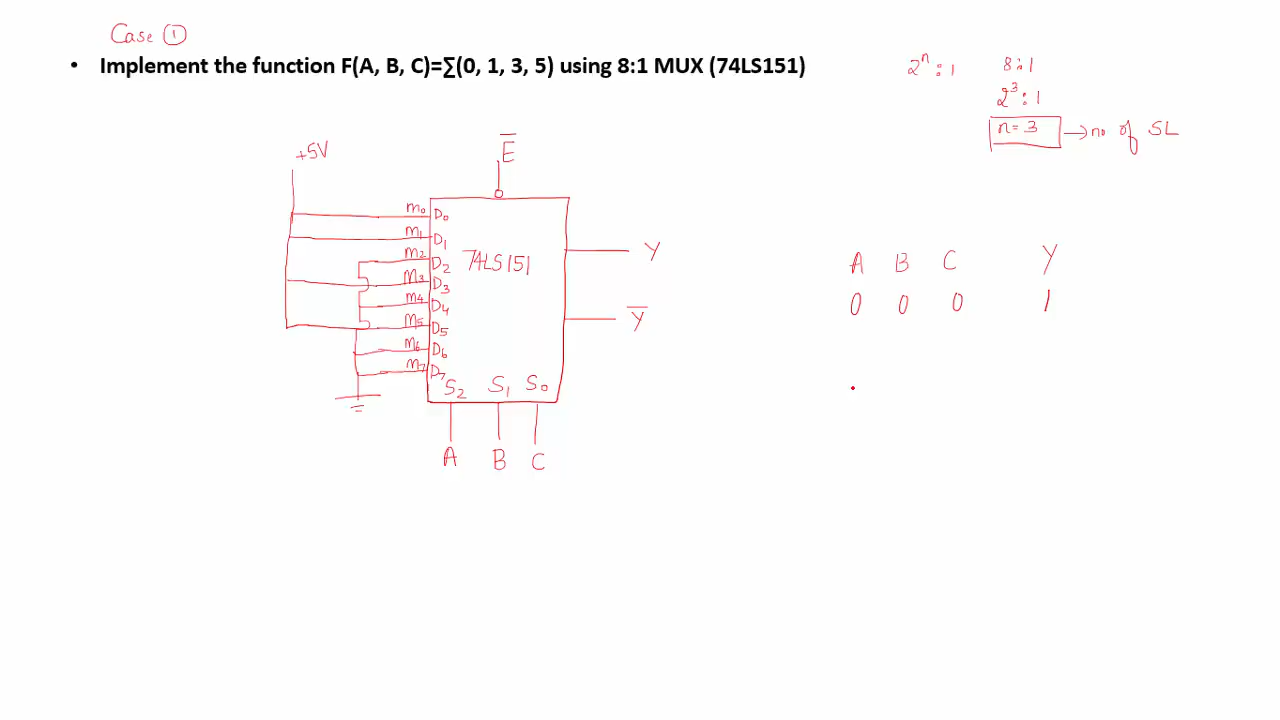 Case ①
• Implement the function F(A, B, C)=∑(0, 1, 3, 5) using 8:1 MUX (74LS151)
2ⁿ : 1 8:1
2³ : 1
n = 3 → no of SL
+5V
E̅
m₀ D₀
m₁ D₁
m₂ D₂
m₃ D₃
m₄ D₄
m₅ D₅
m₆ D₆
m₇ D₇
74LS151
Y
Y̅
S₂ S₁ S₀
A B C
A B C Y
0 0 0 1